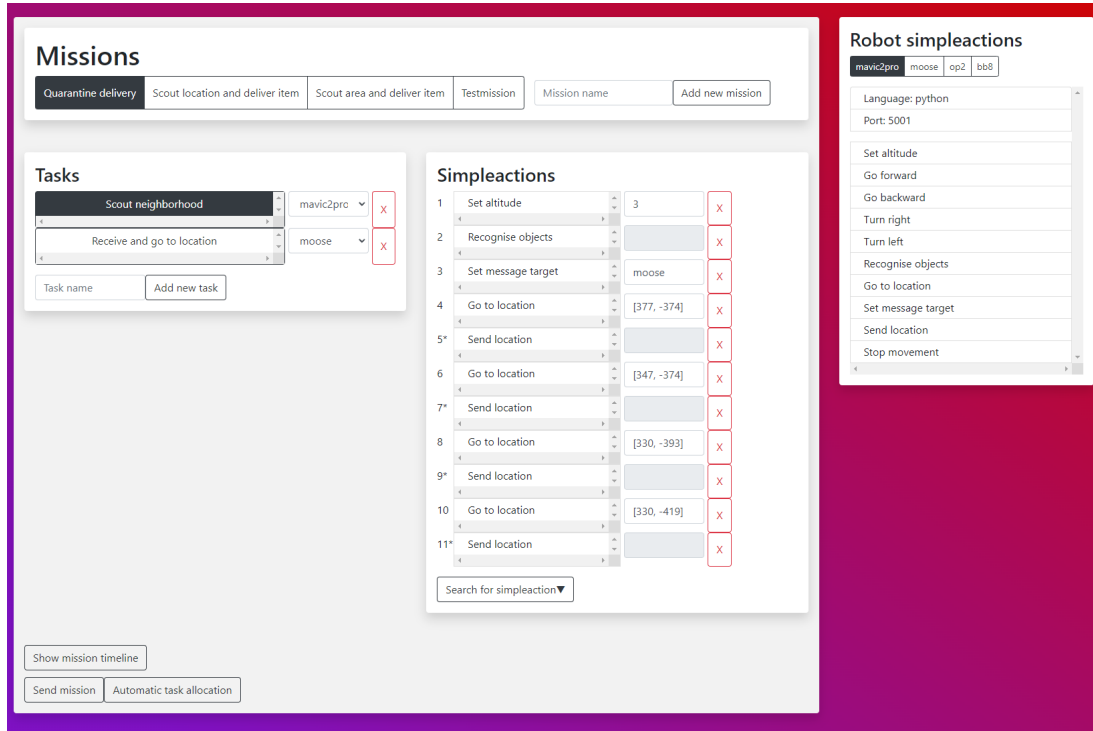 Missions
Quarantine delivery Scout location and deliver item Scout area and deliver item Testmission Mission name Add new mission
Tasks
Scout neighborhood mavic2pro X
Receive and go to location moose X
Task name Add new task
Simpleactions
1 Set altitude 3 X
2 Recognise objects X
3 Set message target moose X
4 Go to location [377, -374] X
5* Send location X
6 Go to location [347, -374] X
7* Send location X
8 Go to location [330, -393] X
9* Send location X
10 Go to location [330, -419] X
11* Send location X
Search for simpleaction▼
Show mission timeline
Send mission Automatic task allocation
Robot simpleactions
mavic2pro moose op2 bb8
Language: python
Port: 5001
Set altitude
Go forward
Go backward
Turn right
Turn left
Recognise objects
Go to location
Set message target
Send location
Stop movement